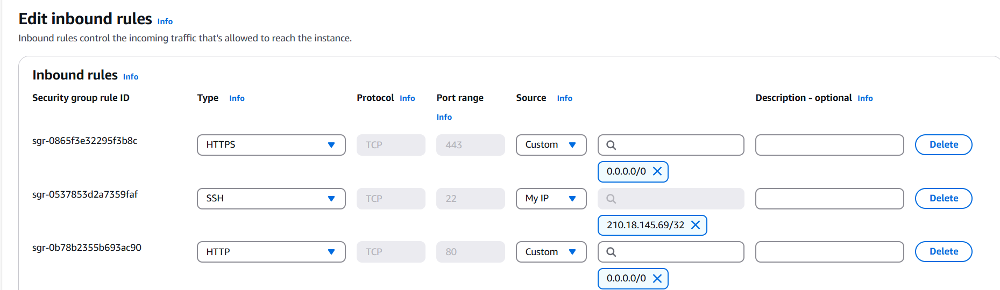 Edit inbound rules Info
Inbound rules control the incoming traffic that's allowed to reach the instance.
Inbound rules Info
Security group rule ID Type Info Protocol Info Port range Info Source Info Description - optional Info
sgr-0865f3e32295f3b8c HTTPS TCP 443 Custom Delete
0.0.0.0/0
sgr-0537853d2a7359faf SSH TCP 22 My IP Delete
210.18.145.69/32
sgr-0b78b2355b693ac90 HTTP TCP 80 Custom Delete
0.0.0.0/0